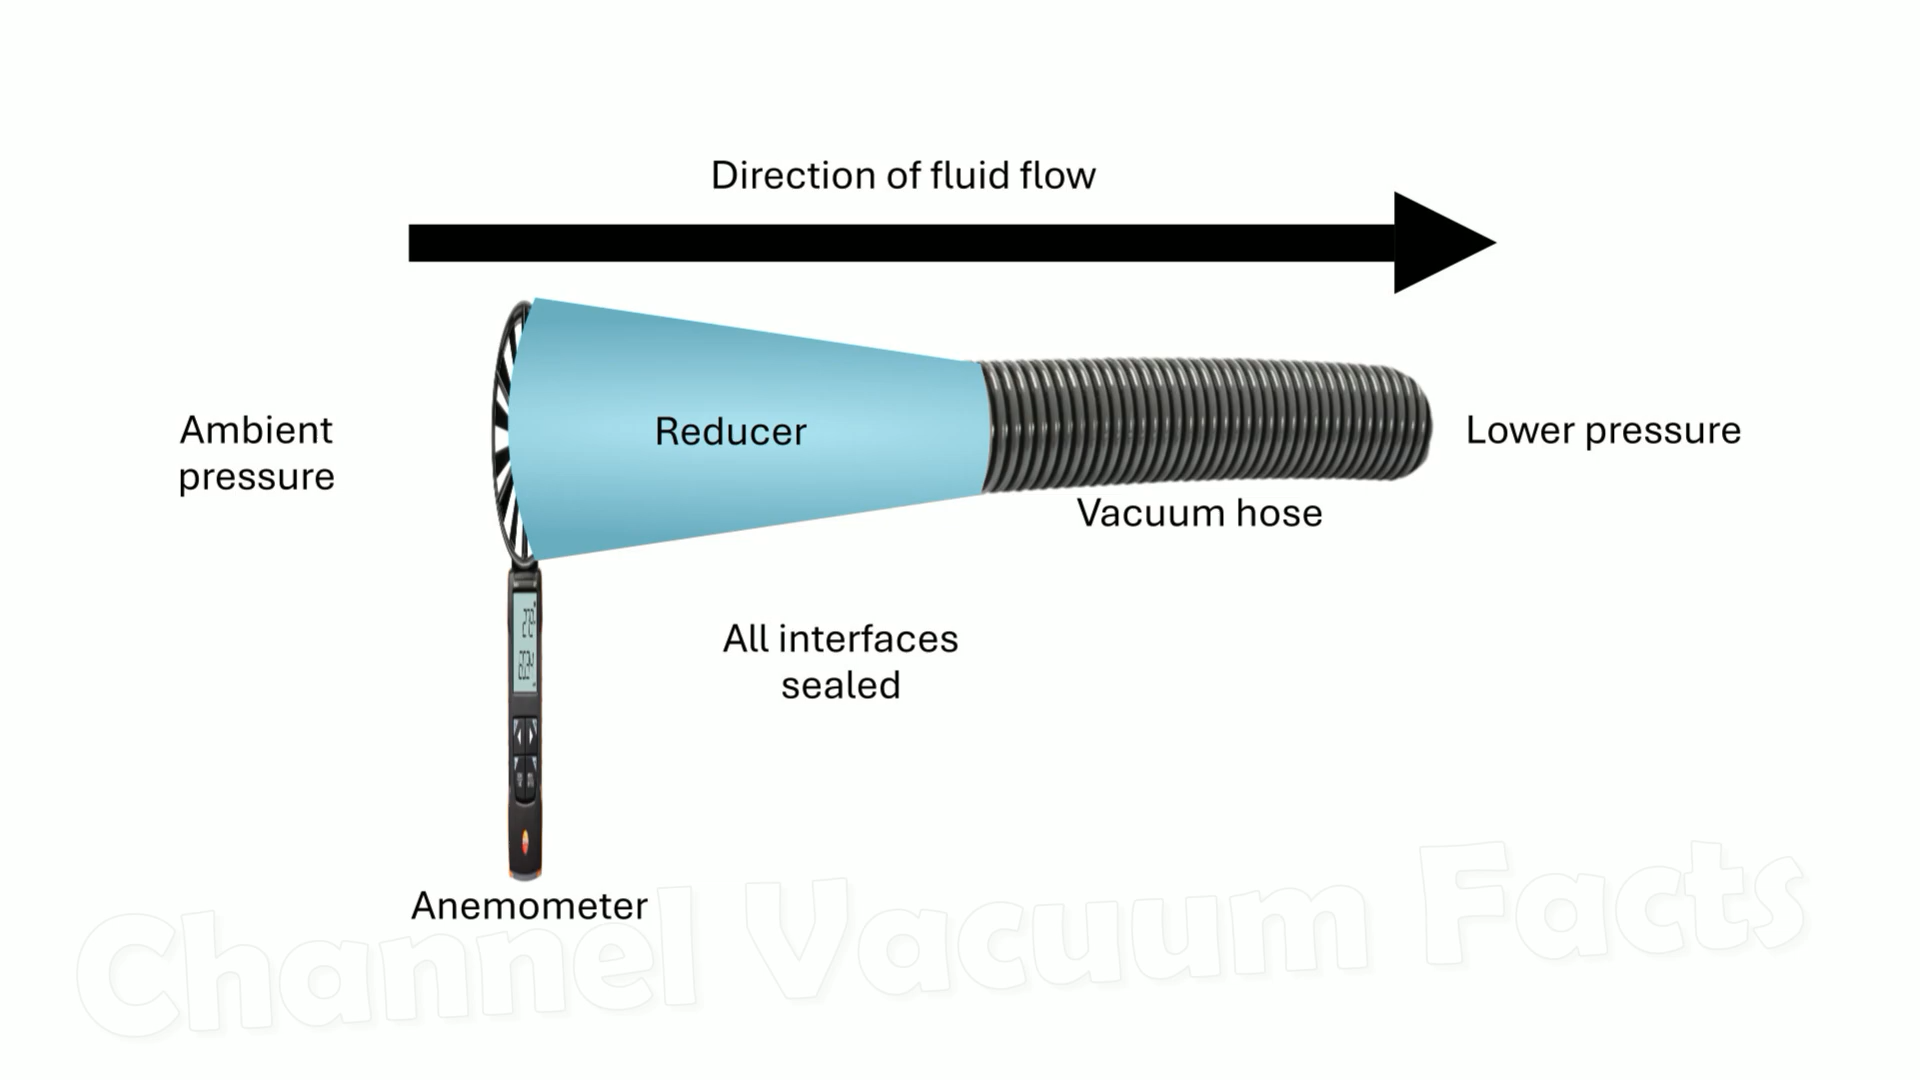 Direction of fluid flow
Ambient
pressure
Reducer
Lower pressure
Vacuum hose
All interfaces
sealed
Anemometer
Channel Vacuum Facts